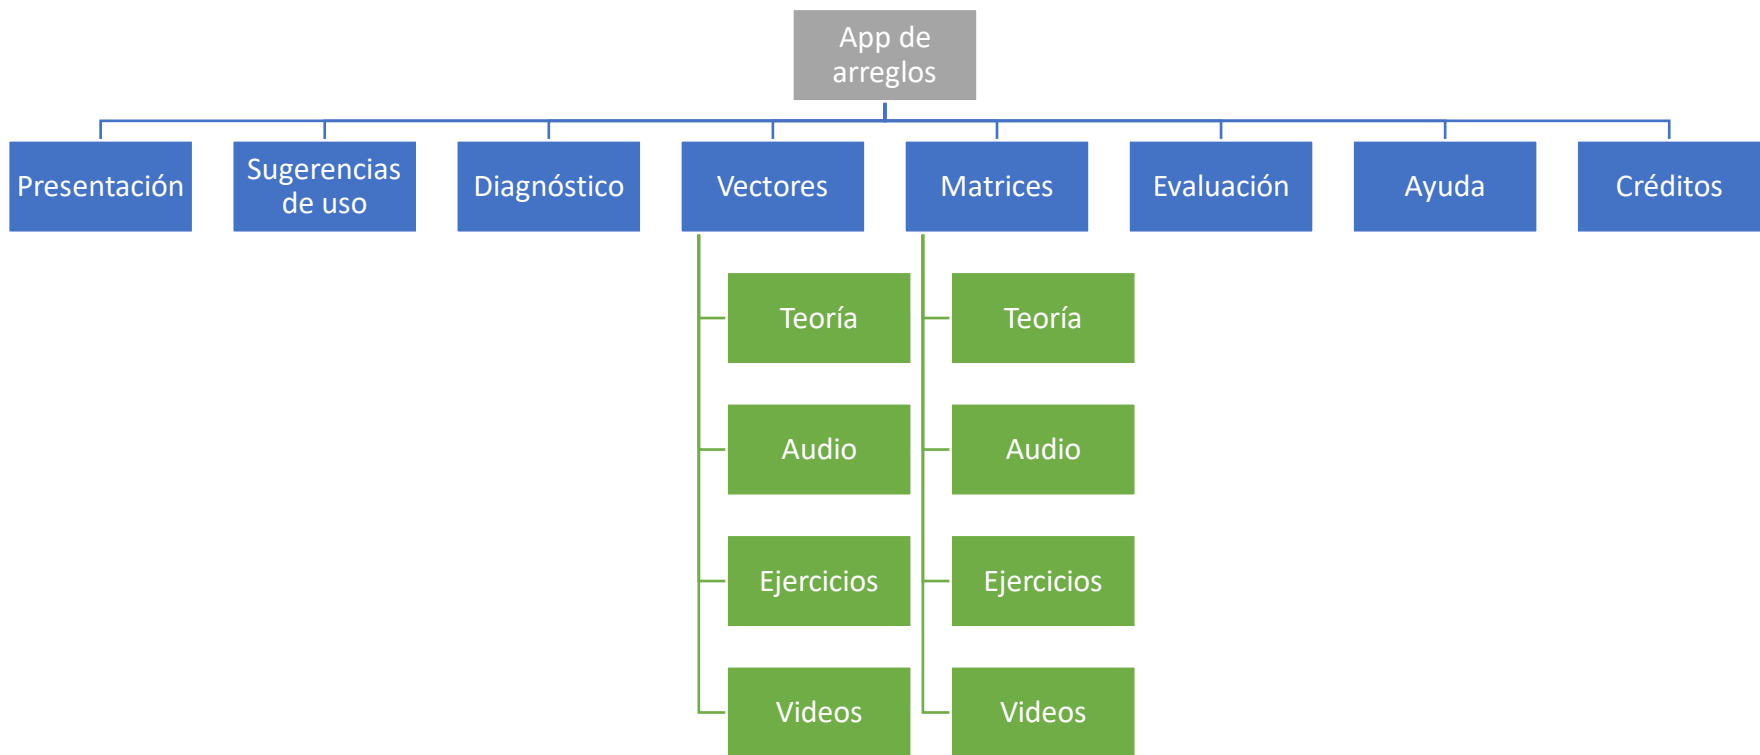 App de
arreglos
Presentación
Sugerencias
de uso
Diagnóstico
Vectores
Matrices
Evaluación
Ayuda
Créditos
Teoría
Audio
Ejercicios
Videos
Teoría
Audio
Ejercicios
Videos